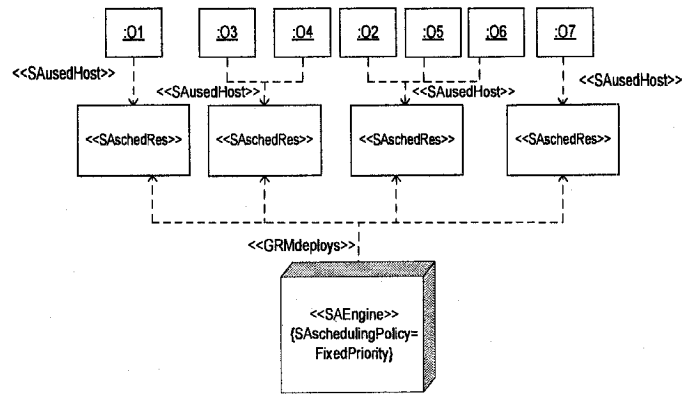 :O1 :O3 :O4 :O2 :O5 :O6 :O7
<<SAusedHost>> <<SAusedHost>> <<SAusedHost>> <<SAusedHost>>
<<SAschedRes>> <<SAschedRes>> <<SAschedRes>> <<SAschedRes>>
<<GRMdeploys>>
<<SAEngine>>
{SAschedulingPolicy=
FixedPriority}